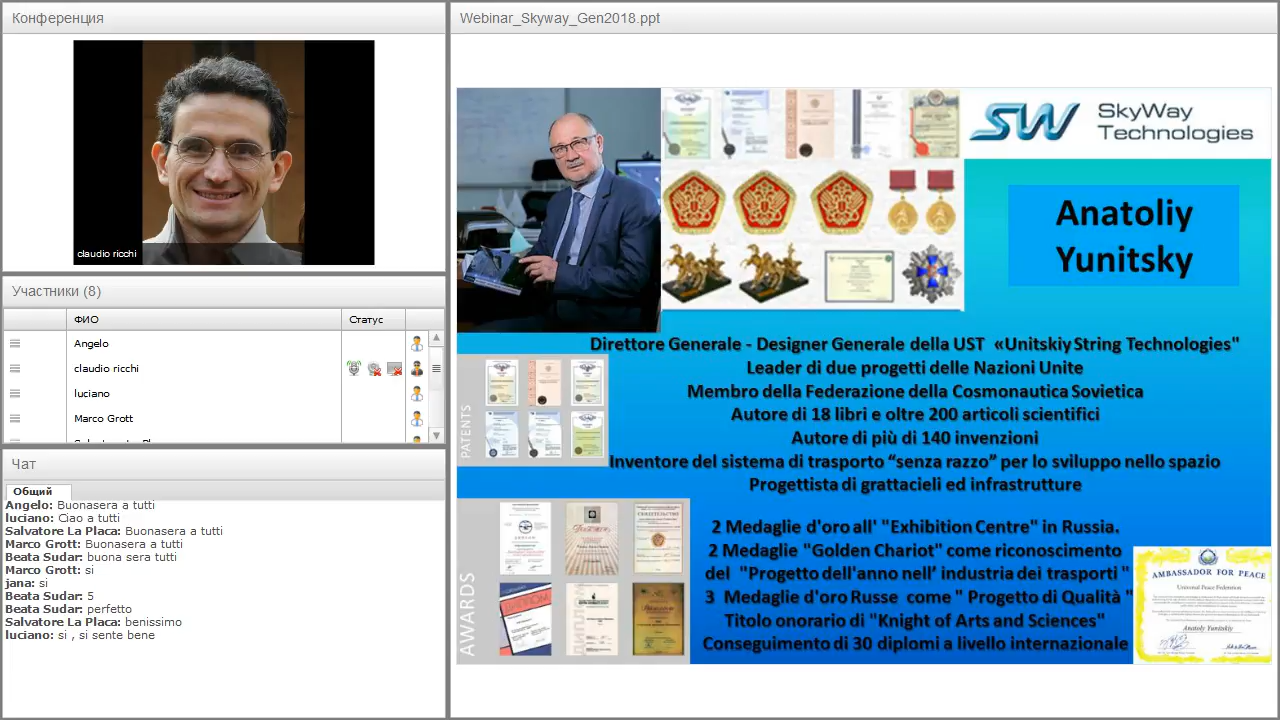 Конференция
claudio ricchi
Участники (8)
ФИО
Статус
Angelo
claudio ricchi
luciano
Marco Grott
Чат
Общий
Angelo: Buonasera a tutti
luciano: Ciao a tutti
Salvatore La Placa: Buonasera a tutti
Marco Grott: Buonasera a tutti
Beata Sudar: buona sera tutti
Marco Grott: si
jana: si
Beata Sudar: 5
Beata Sudar: perfetto
Salvatore La Placa: benissimo
luciano: si , si sente bene
Webinar_Skyway_Gen2018.ppt
SW SkyWay
Technologies
Anatoliy
Yunitsky
Direttore Generale - Designer Generale della UST «Unitskiy String Technologies"
Leader di due progetti delle Nazioni Unite
Membro della Federazione della Cosmonautica Sovietica
Autore di 18 libri e oltre 200 articoli scientifici
Autore di più di 140 invenzioni
Inventore del sistema di trasporto “senza razzo” per lo sviluppo nello spazio
Progettista di grattacieli ed infrastrutture
PATENTS
2 Medaglie d'oro all' "Exhibition Centre" in Russia.
2 Medaglie "Golden Chariot" come riconoscimento
del "Progetto dell'anno nell’ industria dei trasporti "
3 Medaglie d'oro Russe come " Progetto di Qualità "
Titolo onorario di "Knight of Arts and Sciences"
Conseguimento di 30 diplomi a livello internazionale
AWARDS
AMBASSADOR FOR PEACE
Universal Peace Federation
Anatoly Yunitskiy